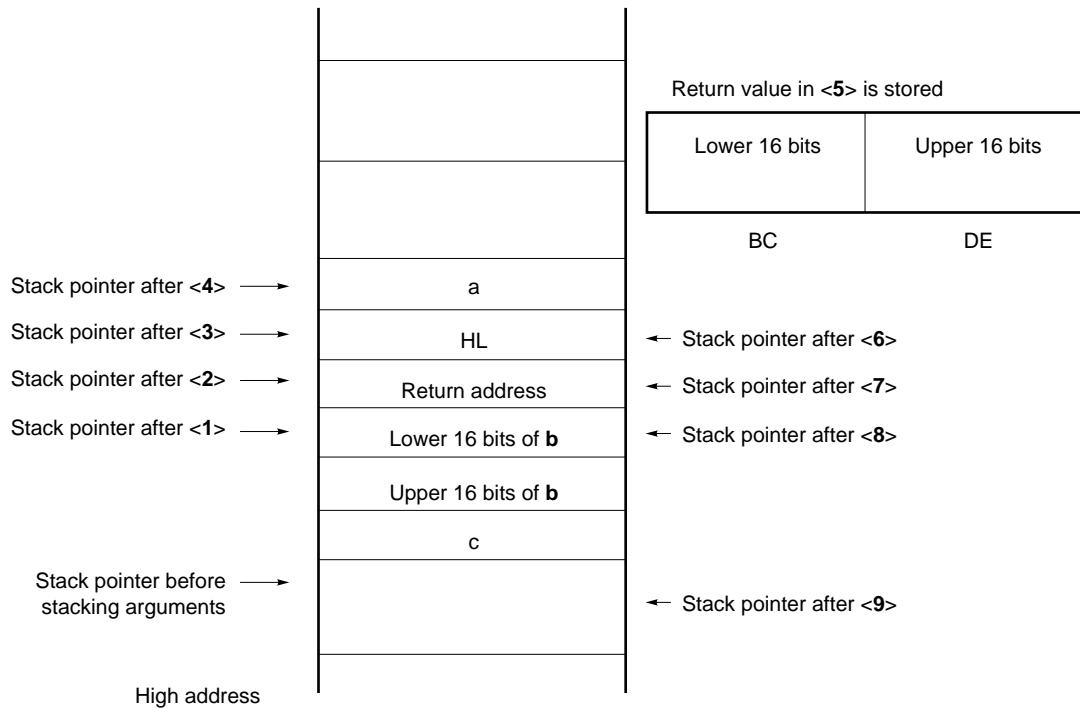 Return value in <5> is stored
Lower 16 bits
Upper 16 bits
BC
DE
Stack pointer after <4>
a
Stack pointer after <3>
HL
Stack pointer after <6>
Stack pointer after <2>
Return address
Stack pointer after <7>
Stack pointer after <1>
Lower 16 bits of b
Stack pointer after <8>
Upper 16 bits of b
c
Stack pointer before
stacking arguments
Stack pointer after <9>
High address